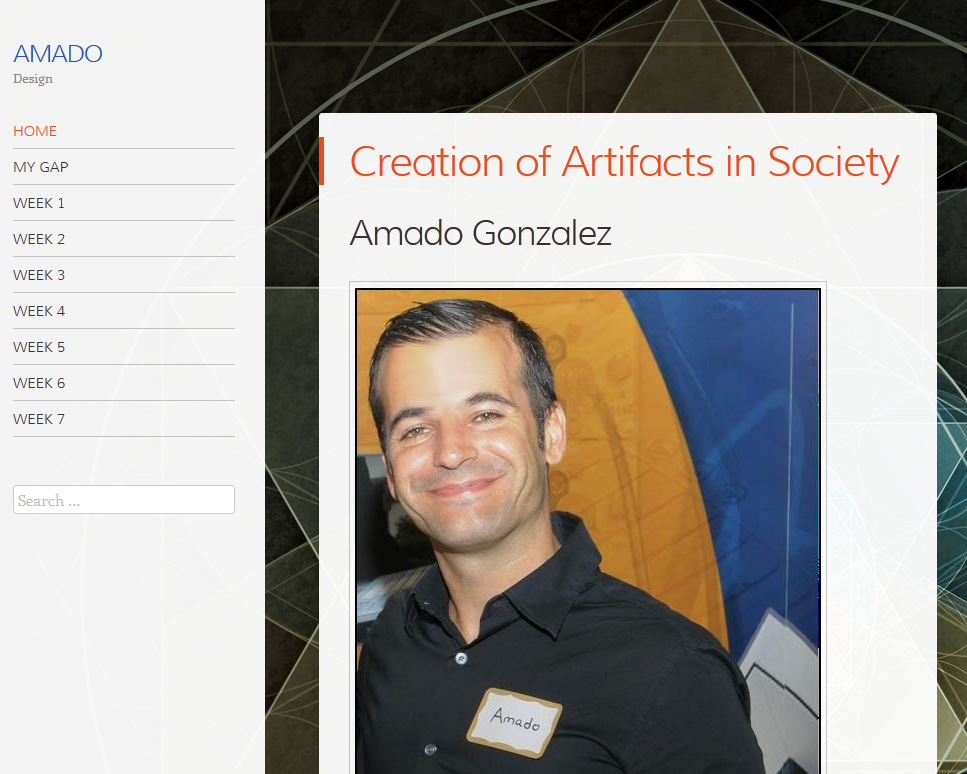 AMADO
Design
HOME
MY GAP
WEEK 1
WEEK 2
WEEK 3
WEEK 4
WEEK 5
WEEK 6
WEEK 7
Search ...
Creation of Artifacts in Society
Amado Gonzalez
Amado